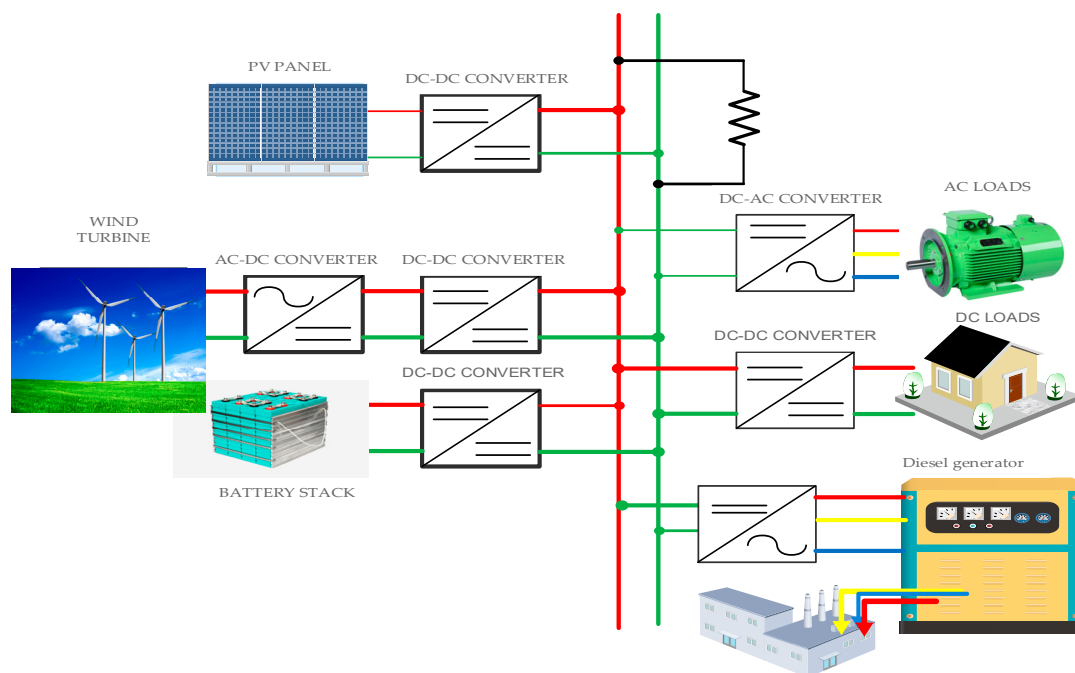 PV PANEL
DC-DC CONVERTER
DC-AC CONVERTER
AC LOADS
WIND
TURBINE
AC-DC CONVERTER
DC-DC CONVERTER
DC LOADS
DC-DC CONVERTER
DC-DC CONVERTER
BATTERY STACK
Diesel generator